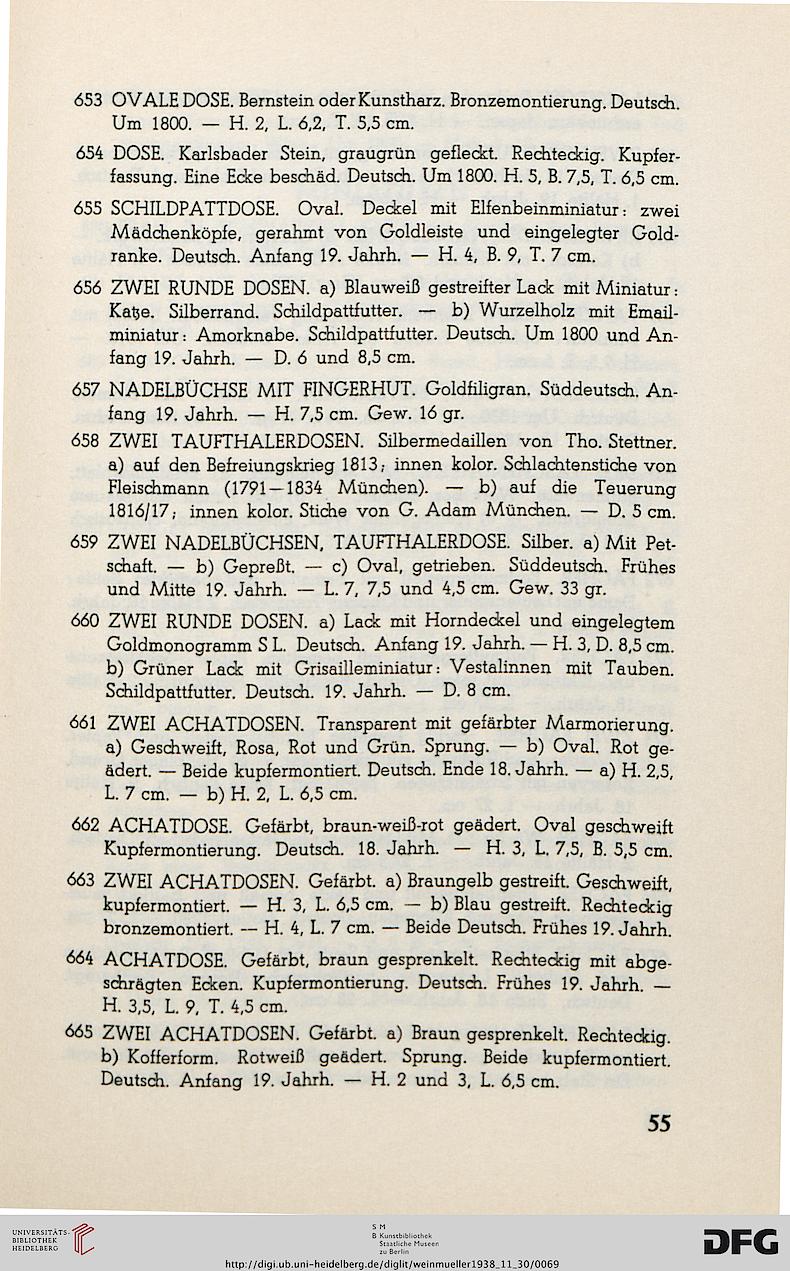 653 OVALE DOSE. Bernstein oder Kunstharz. Bronzemontierung. Deutsch.
Um 1800. — H. 2, L. 6,2, T. 5,5 cm.
654 DOSE. Karlsbader Stein, graugrün gefleckt. Rechteckig. Kupfer-
fassung. Eine Ecke beschäd. Deutsch. Um 1800. H. 5, B. 7,5, T. 6,5 cm.
655 SCHILDPATTDOSE. Oval. Deckel mit Elfenbeinminiatur: zwei
Mädchenköpfe, gerahmt von Goldleiste und eingelegter Gold-
ranke. Deutsch. Anfang 19. Jahrh. — H. 4, B. 9, T. 7 cm.
656 ZWEI RUNDE DOSEN. a) Blauweiß gestreifter Lack mit Miniatur:
Katze. Silberrand. Schildpattfutter. — b) Wurzelholz mit Email-
miniatur: Amorknabe. Schildpattfutter. Deutsch. Um 1800 und An-
fang 19. Jahrh. — D. 6 und 8,5 cm.
657 NADELBÜCHSE MIT FINGERHUT. Goldfiligran. Süddeutsch. An-
fang 19. Jahrh. — H. 7,5 cm. Gew. 16 gr.
658 ZWEI TAUFTHALERDOSEN. Silbermedaillen von Tho. Stettner.
a) auf den Befreiungskrieg 1813; innen kolor. Schlachtenstiche von
Fleischmann (1791—1834 München). — b) auf die Teuerung
1816/17; innen kolor. Stiche von G. Adam München. — D. 5 cm.
659 ZWEI NADELBÜCHSEN, TAUFTHALERDOSE. Silber. a) Mit Pet-
schaft. — b) Gepreßt. — c) Oval, getrieben. Süddeutsch. Frühes
und Mitte 19. Jahrh. — L. 7, 7,5 und 4,5 cm. Gew. 33 gr.
660 ZWEI RUNDE DOSEN. a) Lack mit Horndeckel und eingelegtem
Goldmonogramm S L. Deutsch. Anfang 19. Jahrh. — H. 3, D. 8,5 cm.
b) Grüner Lack mit Grisailleminiatur: Vestalinnen mit Tauben.
Schildpattfutter. Deutsch. 19. Jahrh. — D. 8 cm.
661 ZWEI ACHATDOSEN. Transparent mit gefärbter Marmorierung.
a) Geschweift, Rosa, Rot und Grün. Sprung. — b) Oval. Rot ge-
ädert. — Beide kupfermontiert. Deutsch. Ende 18. Jahrh. — a) H. 2,5,
L. 7 cm. — b) H. 2, L. 6,5 cm.
662 ACHATDOSE. Gefärbt, braun-weiß-rot geädert. Oval geschweift
Kupfermontierung. Deutsch. 18. Jahrh. — H. 3, L. 7,5, B. 5,5 cm.
663 ZWEI ACHATDOSEN. Gefärbt. a) Braungelb gestreift. Geschweift,
kupfermontiert. — H. 3, L. 6,5 cm. — b) Blau gestreift. Rechteckig
bronzemontiert. — H. 4, L. 7 cm. — Beide Deutsch. Frühes 19. Jahrh.
664 ACHATDOSE. Gefärbt, braun gesprenkelt. Rechteckig mit abge-
schrägten Ecken. Kupfermontierung. Deutsch. Frühes 19. Jahrh. —
H. 3,5, L. 9, T. 4,5 cm.
665 ZWEI ACHATDOSEN. Gefärbt. a) Braun gesprenkelt. Rechteckig.
b) Kofferform. Rotweiß geädert. Sprung. Beide kupfermontiert.
Deutsch. Anfang 19. Jahrh. — H. 2 und 3, L. 6,5 cm.
55
UNIVERSITÄTS-
BIBLIOTHEK
HEIDELBERG
S M
B Kunstbibliothek
Staatliche Museen
zu Berlin
DFG
http://digi.ub.uni-heidelberg.de/diglit/weinmueller1938_11_30/0069